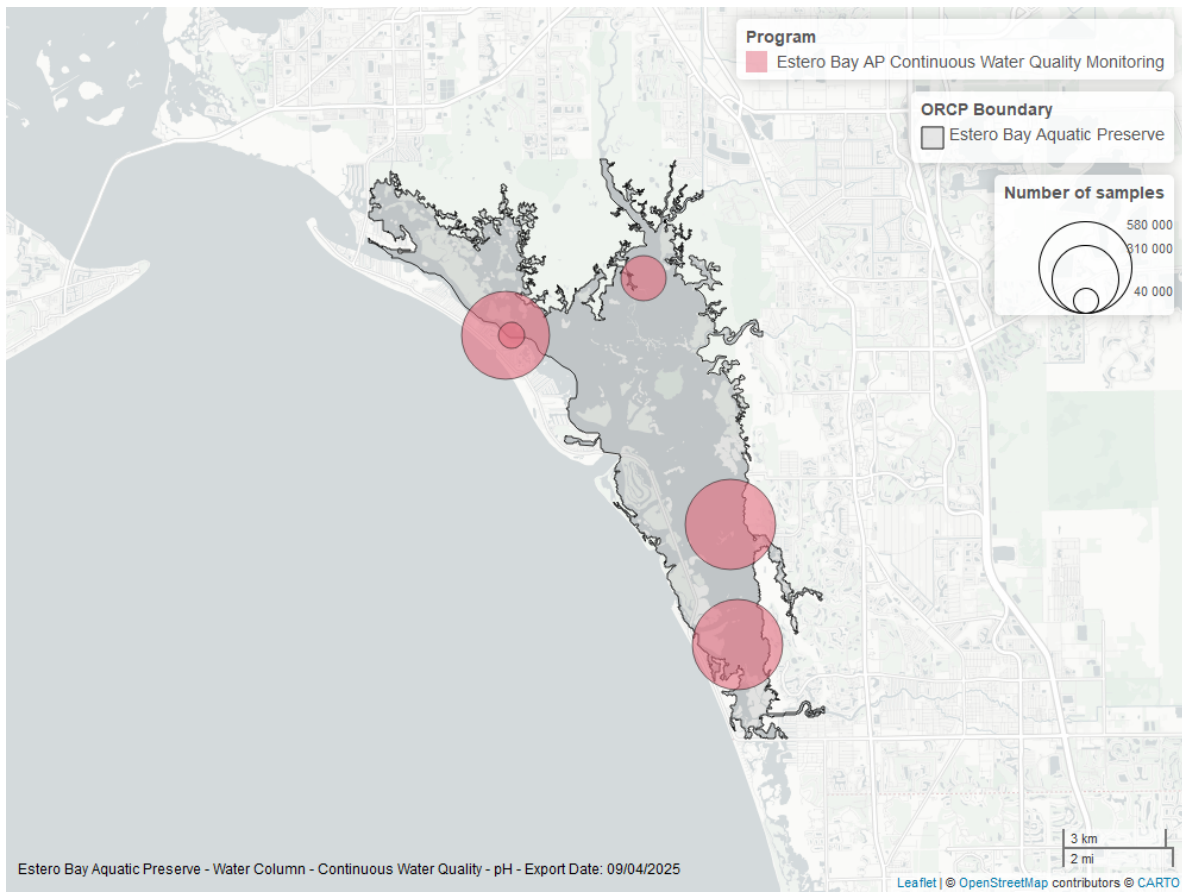 Program
Estero Bay AP Continuous Water Quality Monitoring
ORCP Boundary
Estero Bay Aquatic Preserve
Number of samples
580 000
310 000
40 000
3 km
2 mi
Estero Bay Aquatic Preserve - Water Column - Continuous Water Quality - pH - Export Date: 09/04/2025
Leaflet | © OpenStreetMap contributors © CARTO